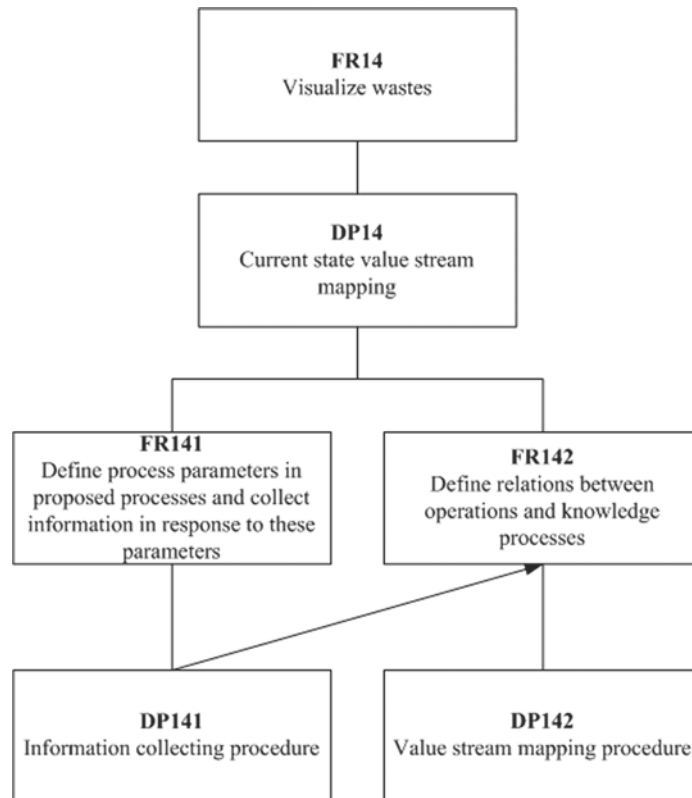 FR14
Visualize wastes
DP14
Current state value stream
mapping
FR141
Define process parameters in
proposed processes and collect
information in response to these
parameters
FR142
Define relations between
operations and knowledge
processes
DP141
Information collecting procedure
DP142
Value stream mapping procedure